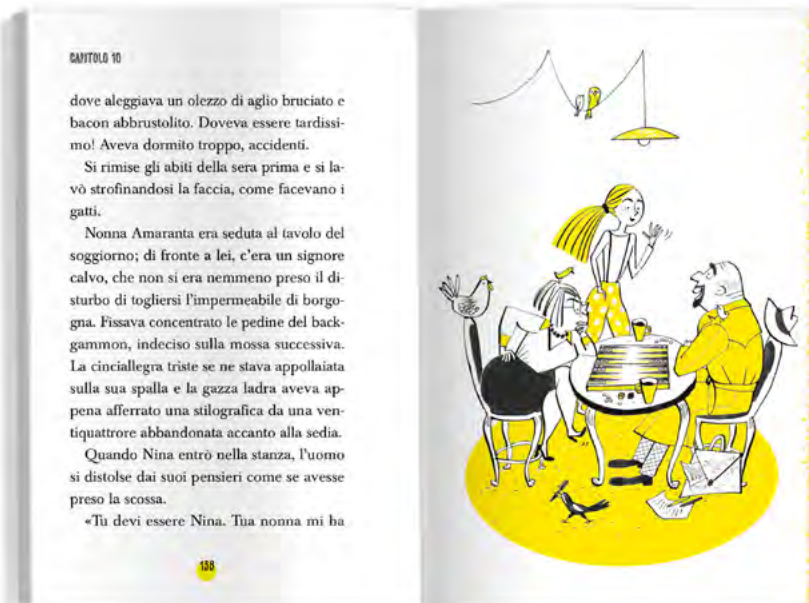 CAPITOLO 10
dove aleggiava un olezzo di aglio bruciato e
bacon abbrustolito. Doveva essere tardissi-
mo! Aveva dormito troppo, accidenti.
Si rimise gli abiti della sera prima e si la-
vò strofinandosi la faccia, come facevano i
gatti.
Nonna Amaranta era seduta al tavolo del
soggiorno; di fronte a lei, c'era un signore
calvo, che non si era nemmeno preso il di-
sturbo di togliersi l'impermeabile di borgo-
gna. Fissava concentrato le pedine del back-
gammon, indeciso sulla mossa successiva.
La cinciallegra triste se ne stava appollaiata
sulla sua spalla e la gazza ladra aveva ap-
pena afferrato una stilografica da una ven-
tiquattrore abbandonata accanto alla sedia.
Quando Nina entrò nella stanza, l'uomo
si distolse dai suoi pensieri come se avesse
preso la scossa.
«Tu devi essere Nina. Tua nonna mi ha
138